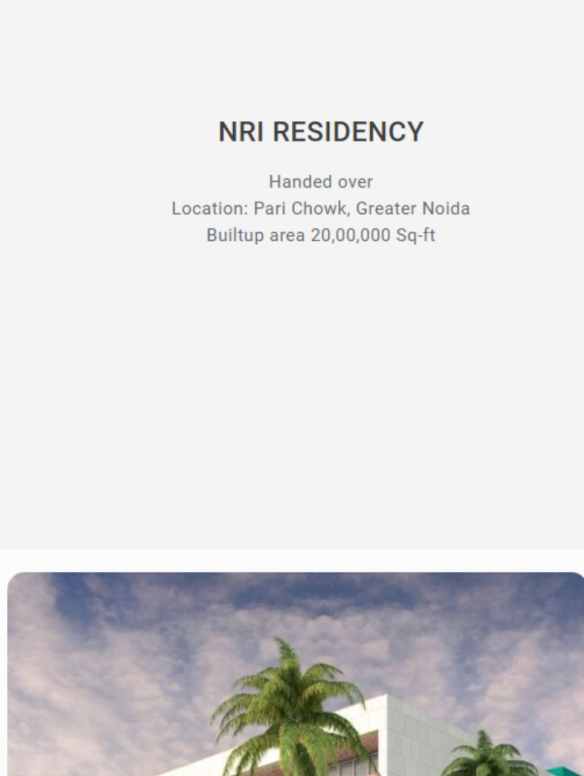 NRI RESIDENCY
Handed over
Location: Pari Chowk, Greater Noida
Builtup area 20,00,000 Sq-ft